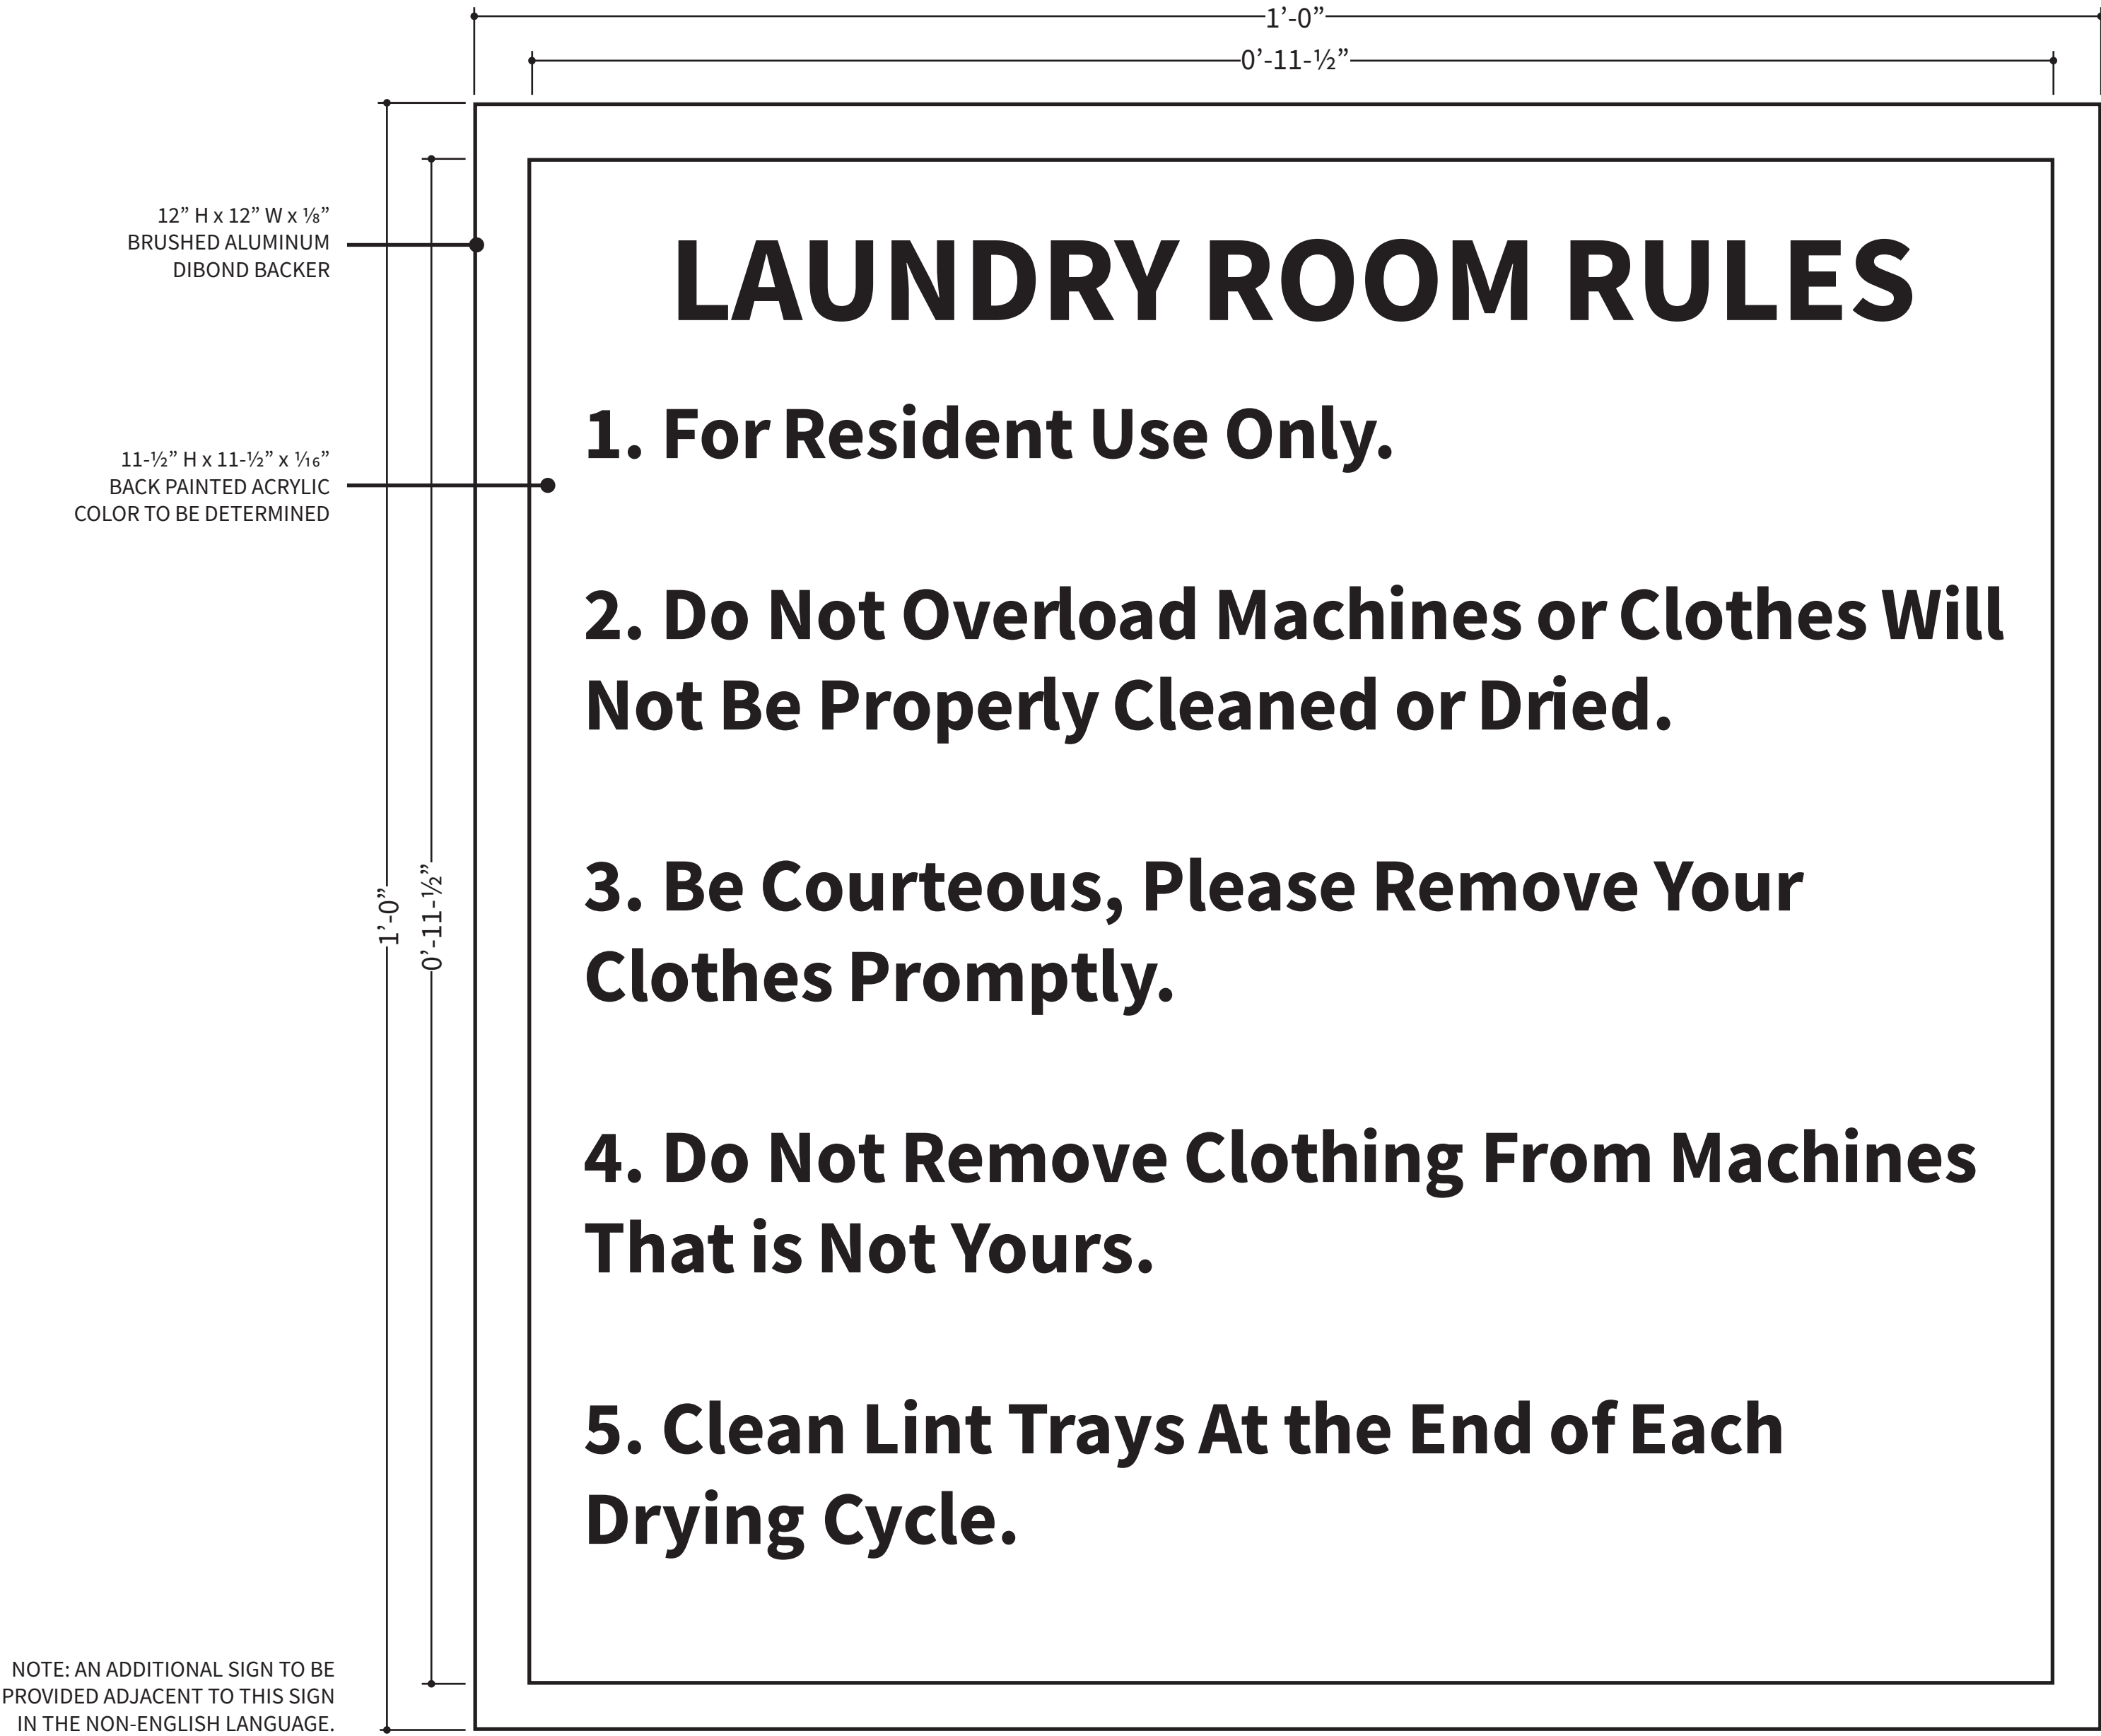 1’-0”
0’-11-½”
12” H x 12” W x ⅛”
BRUSHED ALUMINUM
DIBOND BACKER
11-½” H x 11-½” x ¹⁄₁₆”
BACK PAINTED ACRYLIC
COLOR TO BE DETERMINED
1’-0”
0’-11-½”
LAUNDRY ROOM RULES
1. For Resident Use Only.
2. Do Not Overload Machines or Clothes Will
Not Be Properly Cleaned or Dried.
3. Be Courteous, Please Remove Your
Clothes Promptly.
4. Do Not Remove Clothing From Machines
That is Not Yours.
5. Clean Lint Trays At the End of Each
Drying Cycle.
NOTE: AN ADDITIONAL SIGN TO BE
PROVIDED ADJACENT TO THIS SIGN
IN THE NON-ENGLISH LANGUAGE.